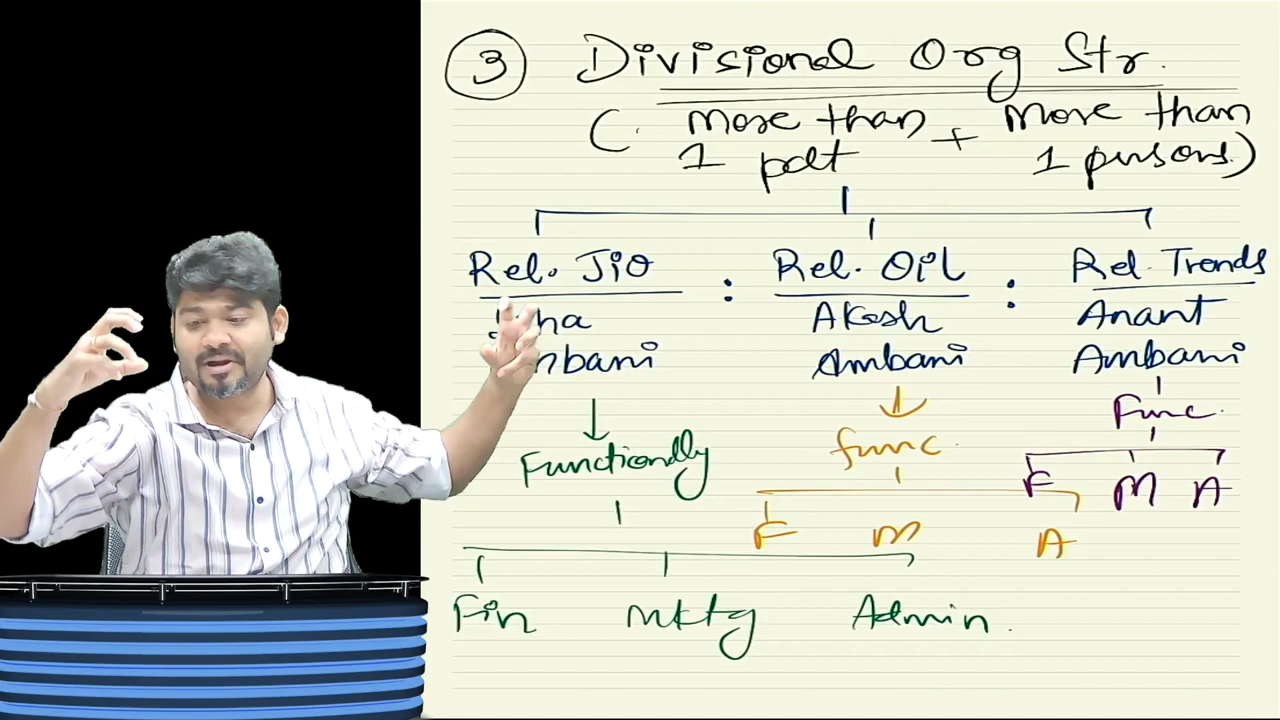 3 Divisional Org Str.
(. More than + More than
1 pdt 1 persons.)
Rel. Jio : Rel. Oil : Rel. Trends
Akash Anant
Ambani Ambani
Functionally func Func.
F M A
F M A
Fin Mktg Admin.